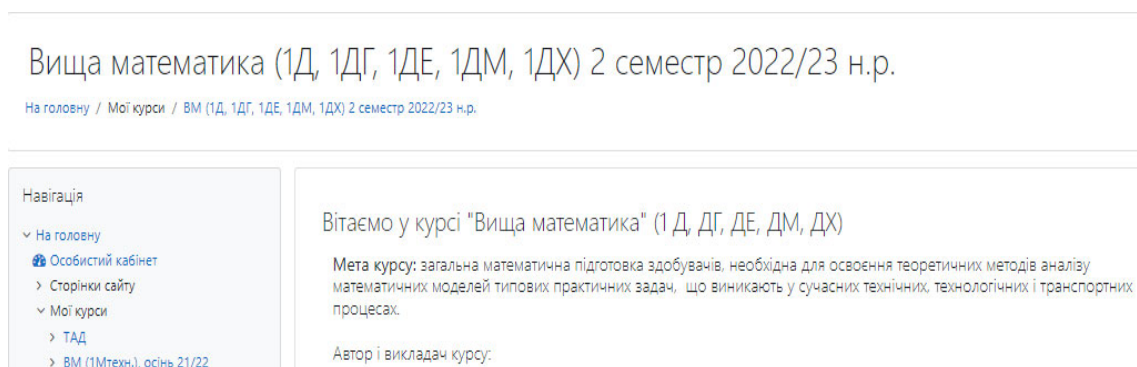 Вища математика (1Д, 1ДГ, 1ДЕ, 1ДМ, 1ДХ) 2 семестр 2022/23 н.р.
На головну / Мої курси / ВМ (1Д, 1ДГ, 1ДЕ, 1ДМ, 1ДХ) 2 семестр 2022/23 н.р.
Навігація
На головну
Особистий кабінет
Сторінки сайту
Мої курси
ТАД
ВМ (1Мтехн.), осінь 21/22
Вітаємо у курсі "Вища математика" (1 Д, ДГ, ДЕ, ДМ, ДХ)
Мета курсу: загальна математична підготовка здобувачів, необхідна для освоєння теоретичних методів аналізу
математичних моделей типових практичних задач, що виникають у сучасних технічних, технологічних і транспортних
процесах.
Автор і викладач курсу: